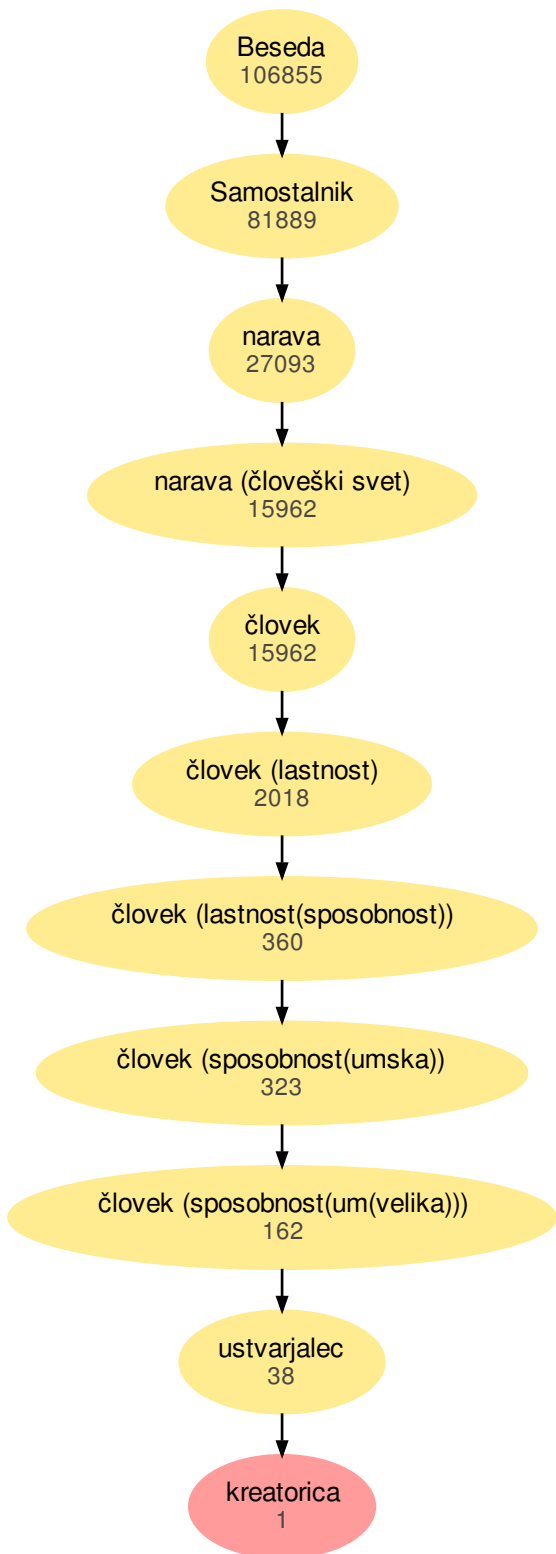 Beseda
106855
Samostalnik
81889
narava
27093
narava (človeški svet)
15962
človek
15962
človek (lastnost)
2018
človek (lastnost(sposobnost))
360
človek (sposobnost(umska))
323
človek (sposobnost(um(velika)))
162
ustvarjalec
38
kreatorica
1